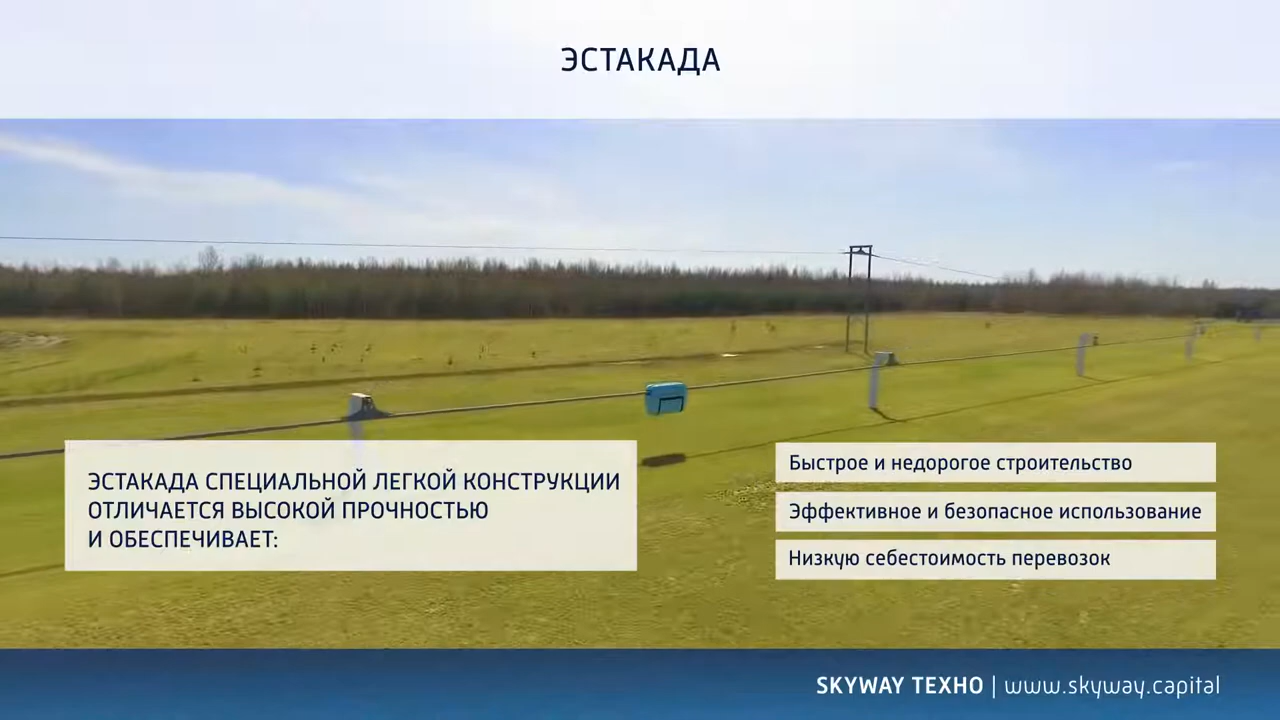 ЭСТАКАДА
ЭСТАКАДА СПЕЦИАЛЬНОЙ ЛЕГКОЙ КОНСТРУКЦИИ
ОТЛИЧАЕТСЯ ВЫСОКОЙ ПРОЧНОСТЬЮ
И ОБЕСПЕЧИВАЕТ:
Быстрое и недорогое строительство
Эффективное и безопасное использование
Низкую себестоимость перевозок
SKYWAY ТЕХНО | www.skyway.capital